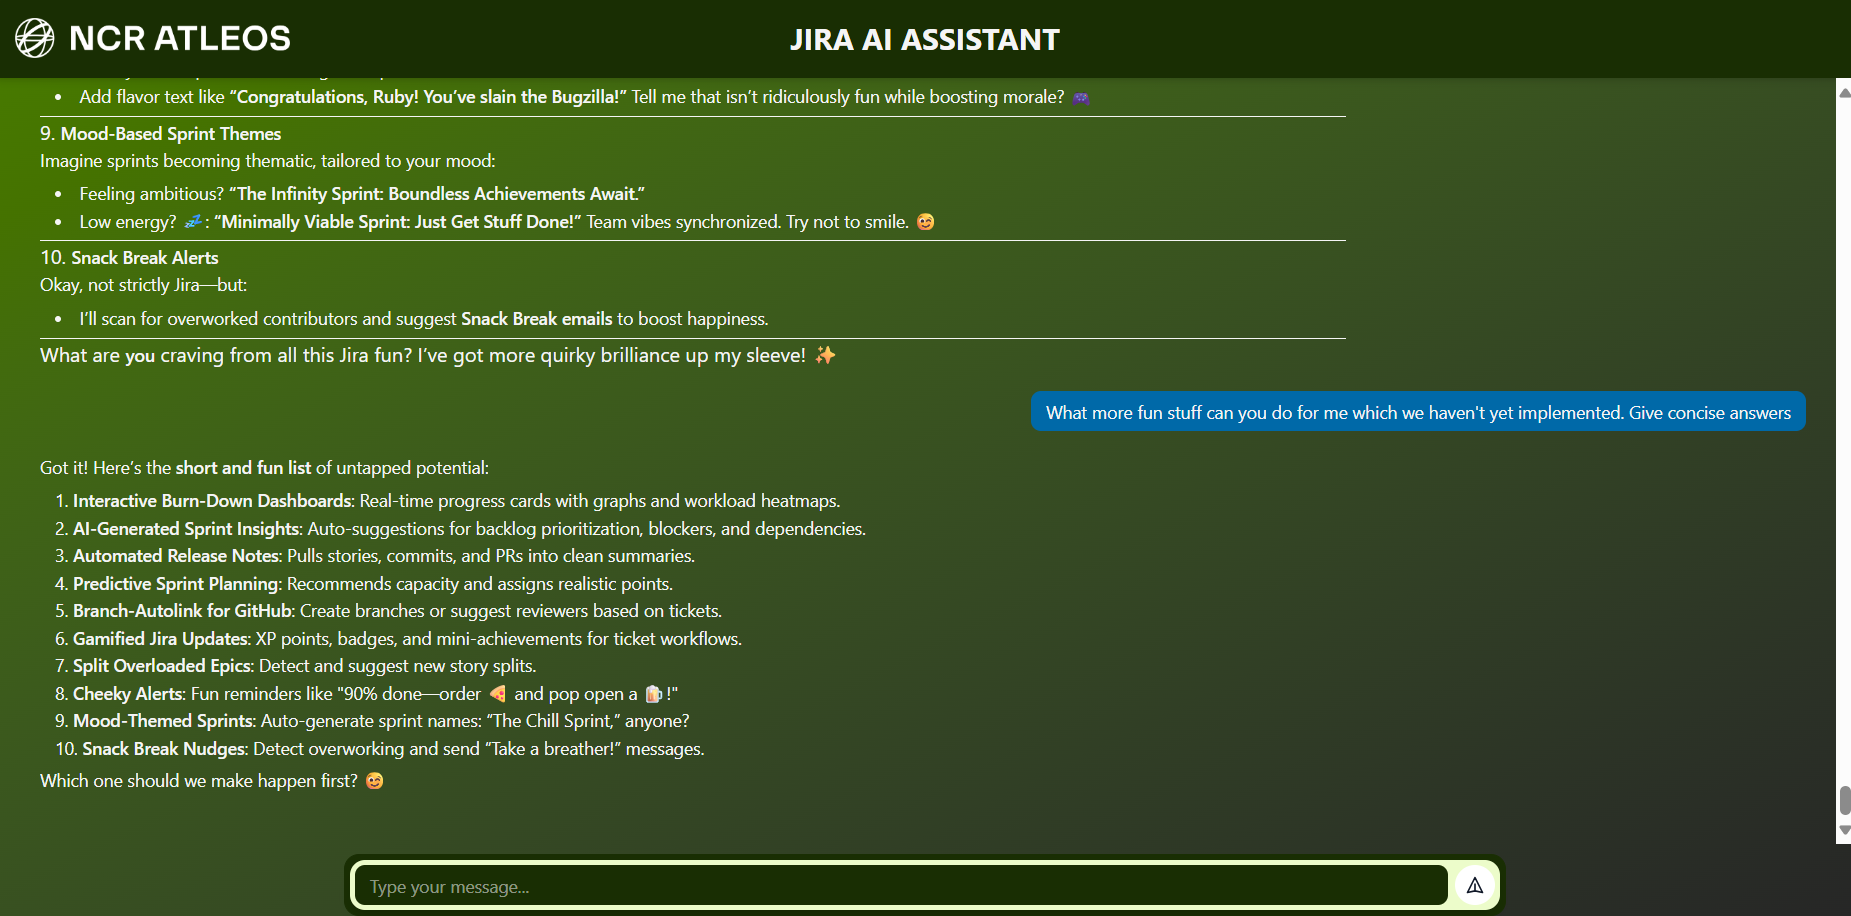 NCR ATLEOS
JIRA AI ASSISTANT
• Add flavor text like “Congratulations, Ruby! You’ve slain the Bugzilla!” Tell me that isn’t ridiculously fun while boosting morale? 🎮
9. Mood-Based Sprint Themes
Imagine sprints becoming thematic, tailored to your mood:
• Feeling ambitious? “The Infinity Sprint: Boundless Achievements Await.”
• Low energy? 💤: “Minimally Viable Sprint: Just Get Stuff Done!” Team vibes synchronized. Try not to smile. 😉
10. Snack Break Alerts
Okay, not strictly Jira—but:
• I’ll scan for overworked contributors and suggest Snack Break emails to boost happiness.
What are you craving from all this Jira fun? I’ve got more quirky brilliance up my sleeve! ✨
What more fun stuff can you do for me which we haven't yet implemented. Give concise answers
Got it! Here’s the short and fun list of untapped potential:
1. Interactive Burn-Down Dashboards: Real-time progress cards with graphs and workload heatmaps.
2. AI-Generated Sprint Insights: Auto-suggestions for backlog prioritization, blockers, and dependencies.
3. Automated Release Notes: Pulls stories, commits, and PRs into clean summaries.
4. Predictive Sprint Planning: Recommends capacity and assigns realistic points.
5. Branch-Autolink for GitHub: Create branches or suggest reviewers based on tickets.
6. Gamified Jira Updates: XP points, badges, and mini-achievements for ticket workflows.
7. Split Overloaded Epics: Detect and suggest new story splits.
8. Cheeky Alerts: Fun reminders like "90% done—order 🍕 and pop open a 🍺!"
9. Mood-Themed Sprints: Auto-generate sprint names: “The Chill Sprint,” anyone?
10. Snack Break Nudges: Detect overworking and send “Take a breather!” messages.
Which one should we make happen first? 😉
Type your message...